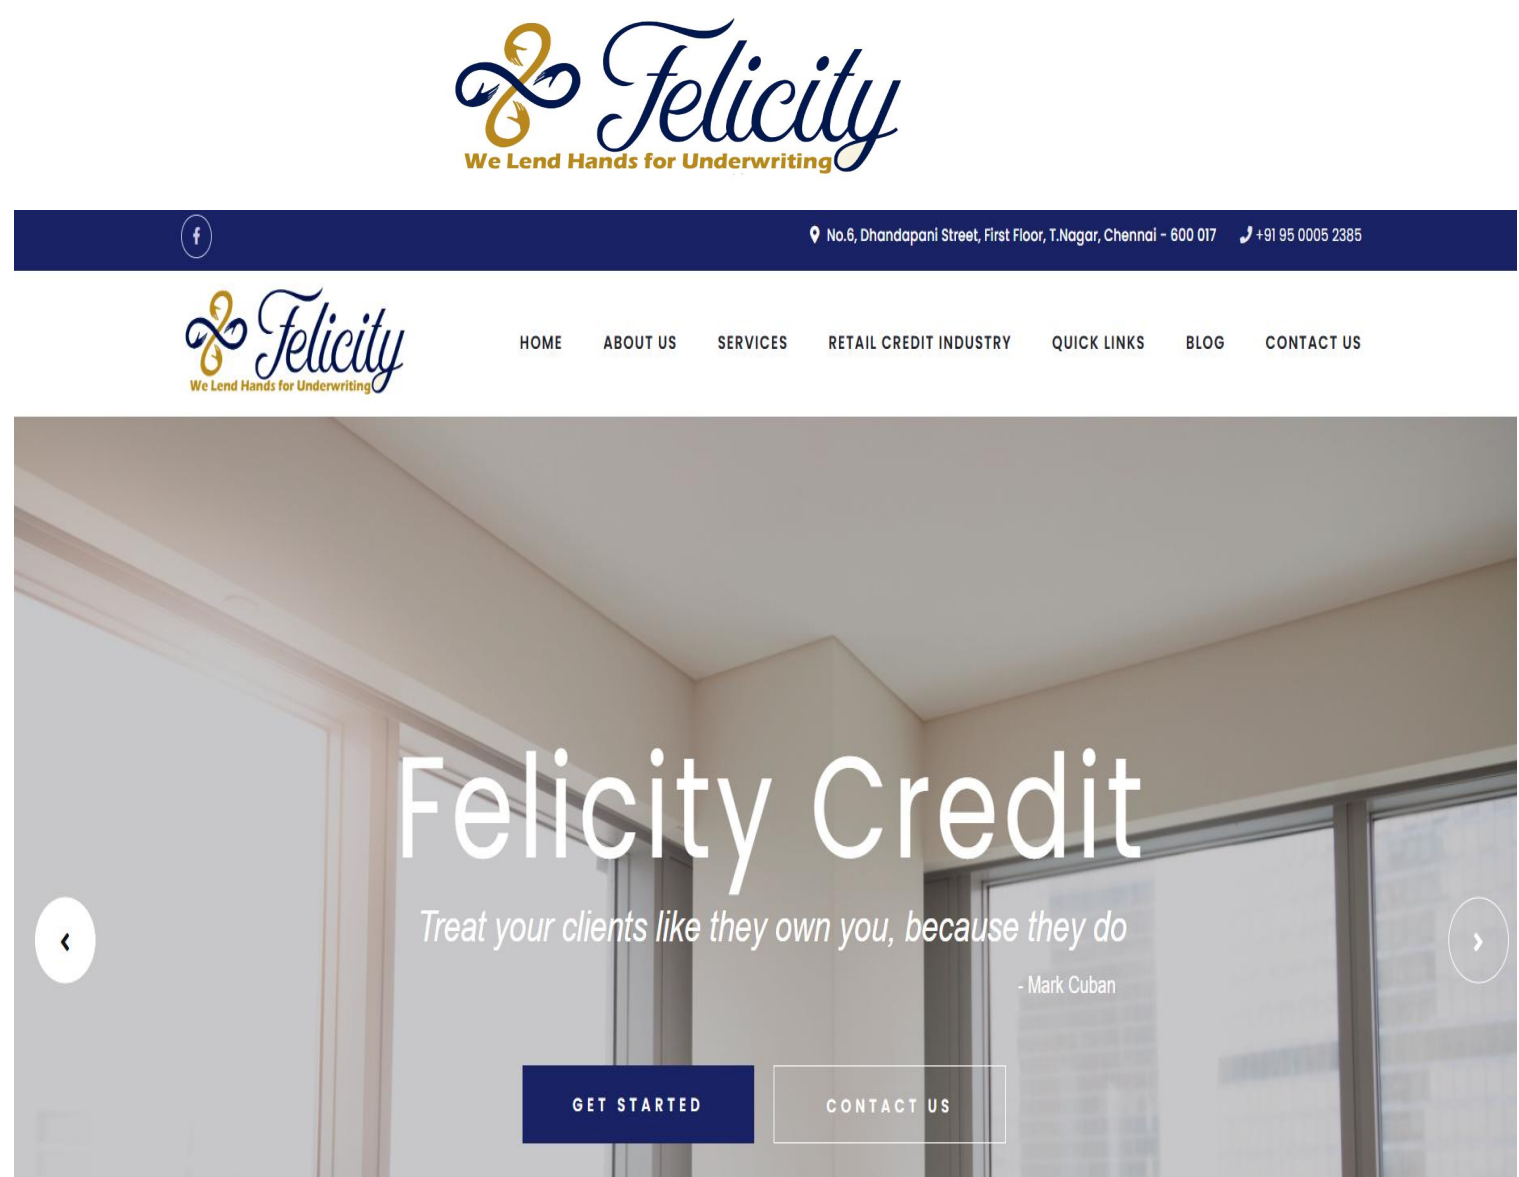 Felicity
We Lend Hands for Underwriting
No.6, Dhandapani Street, First Floor, T.Nagar, Chennai - 600 017 +91 95 0005 2385
Felicity
We Lend Hands for Underwriting
HOME ABOUT US SERVICES RETAIL CREDIT INDUSTRY QUICK LINKS BLOG CONTACT US
Felicity Credit
Treat your clients like they own you, because they do
- Mark Cuban
GET STARTED CONTACT US